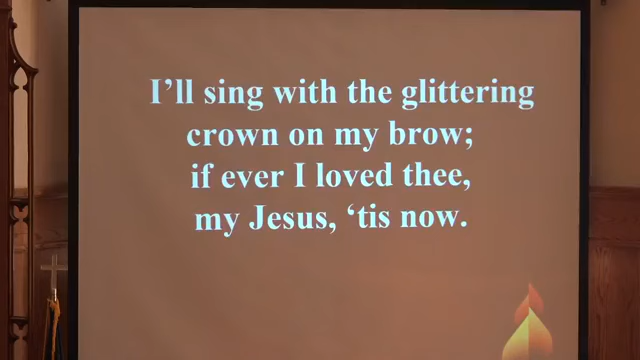 I’ll sing with the glittering
crown on my brow;
if ever I loved thee,
my Jesus, ‘tis now.